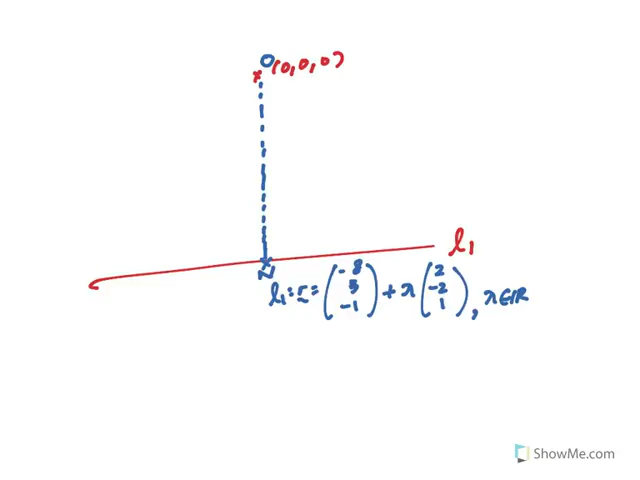 O(0,0,0)
l₁
N
l₁: r = (-8 5 -1) + λ (2 -2 1), λ∈ℝ
ShowMe.com